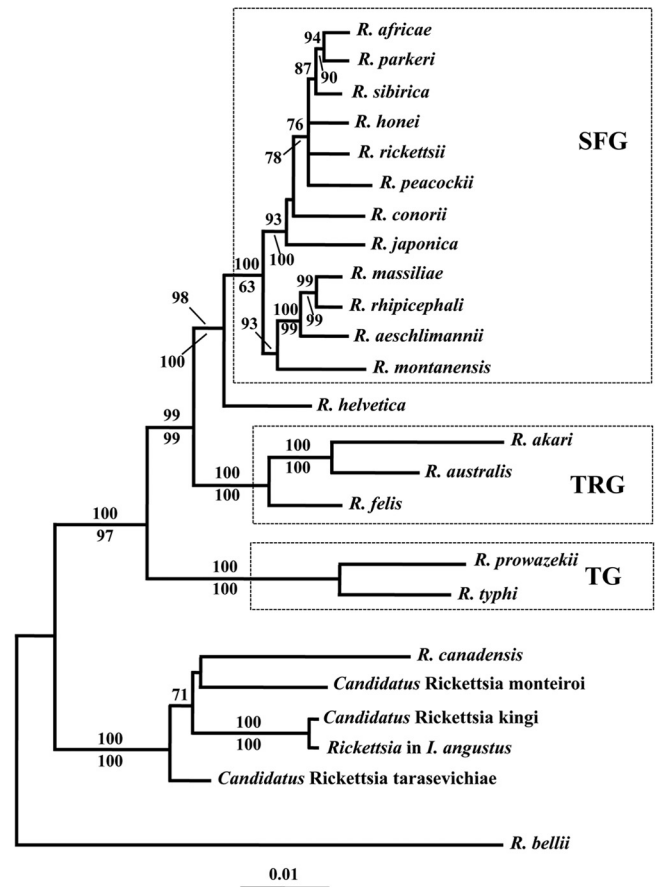 94
R. africae
R. parkeri
87
90
R. sibirica
76
R. honei
SFG
78
R. rickettsii
R. peacockii
93
R. conorii
100
R. japonica
100
63
99
R. massiliae
98
R. rhipicephali
93
100
99
99
R. aeschlimannii
100
R. montanensis
R. helvetica
99
99
100
100
R. akari
100
100
R. australis
TRG
R. felis
100
97
100
100
R. prowazekii
TG
R. typhi
R. canadensis
71
Candidatus Rickettsia monteiroi
100
100
Candidatus Rickettsia kingi
Rickettsia in I. angustus
100
100
Candidatus Rickettsia tarasevichiae
R. bellii
0.01